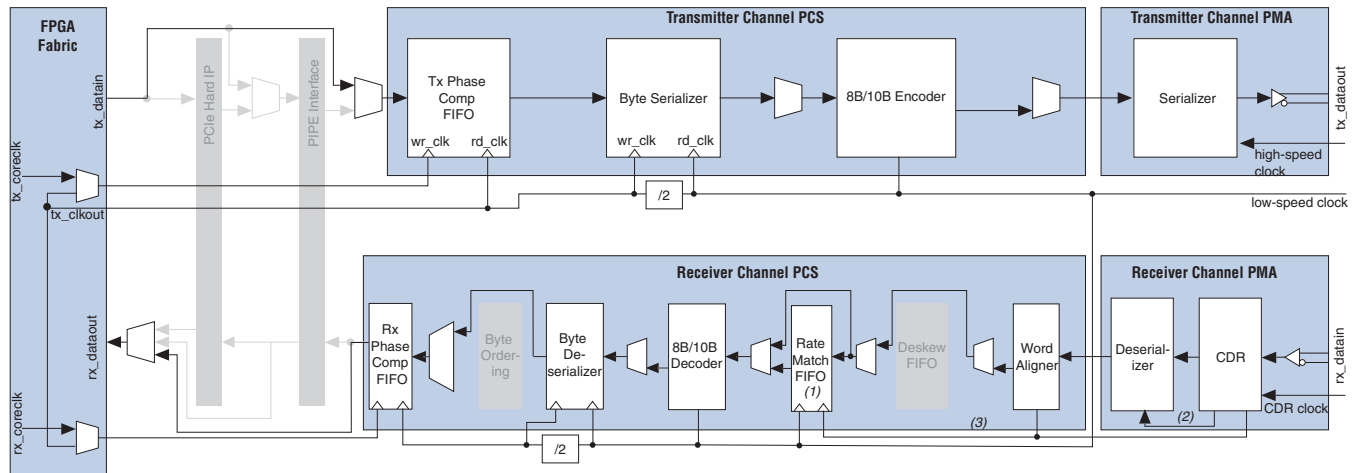 FPGA
Fabric
Transmitter Channel PCS
Transmitter Channel PMA
tx_datain
PCIe Hard IP
PIPE Interface
Tx Phase
Comp
FIFO
wr_clk
rd_clk
Byte Serializer
wr_clk
rd_clk
8B/10B Encoder
Serializer
tx_dataout
high-speed
clock
tx_coreclk
tx_clkout
/2
low-speed clock
Receiver Channel PCS
Receiver Channel PMA
rx_dataout
Rx
Phase
Comp
FIFO
Byte
Order-
ing
Byte
De-
serializer
8B/10B
Decoder
Rate
Match
FIFO
(1)
Deskew
FIFO
Word
Aligner
Deserial-
izer
CDR
rx_datain
CDR clock
(2)
(3)
rx_coreclk
/2